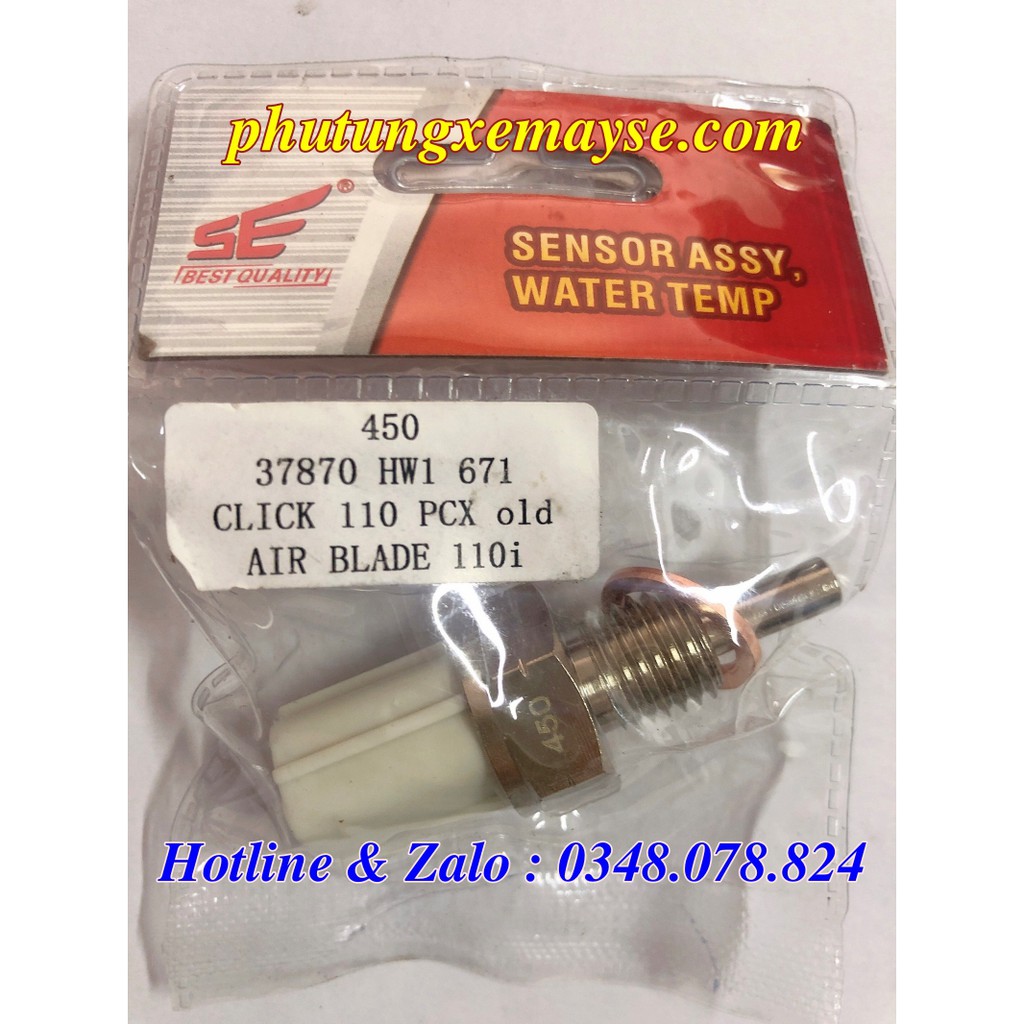 phutungxemayse.com
SE®
BEST QUALITY
SENSOR ASSY,
WATER TEMP
450
37870 HW1 671
CLICK 110 PCX old
AIR BLADE 110i
450
Hotline & Zalo : 0348.078.824